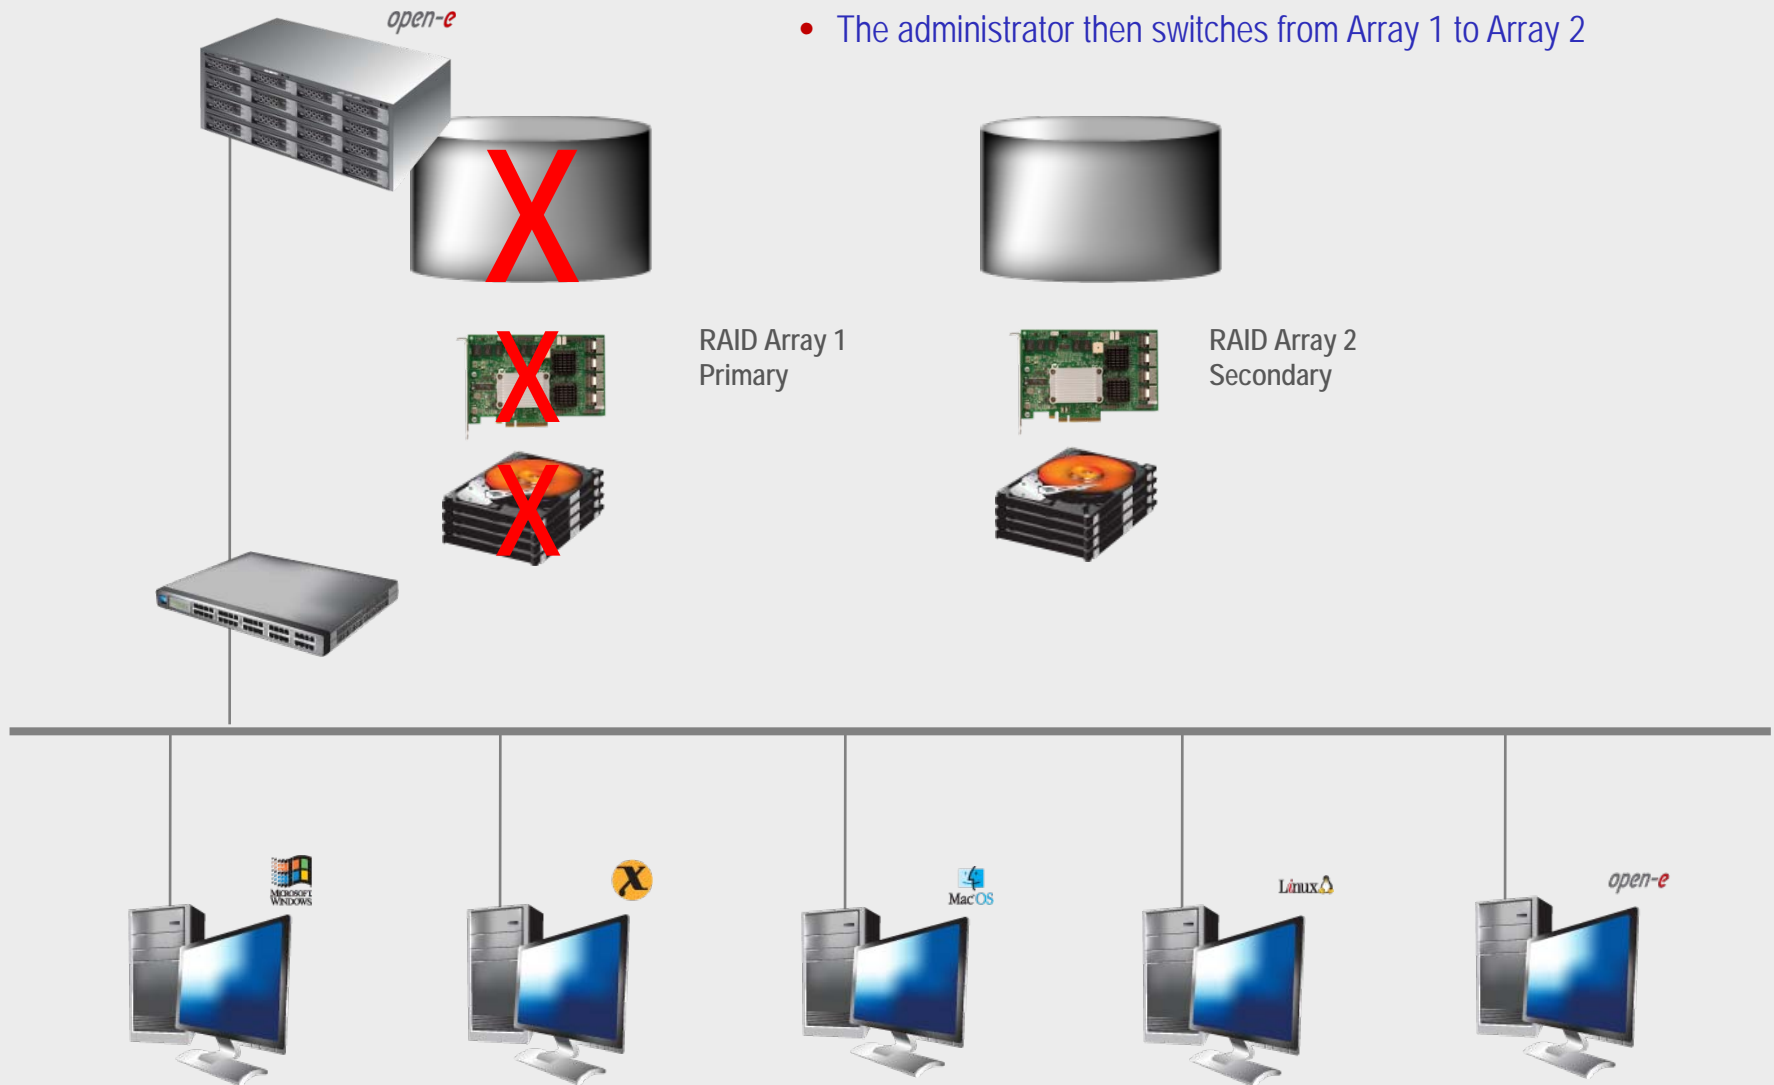 open-e
• The administrator then switches from Array 1 to Array 2
X
X
RAID Array 1
Primary
RAID Array 2
Secondary
X
MICROSOFT
WINDOWS
X
Mac OS
Linux
open-e